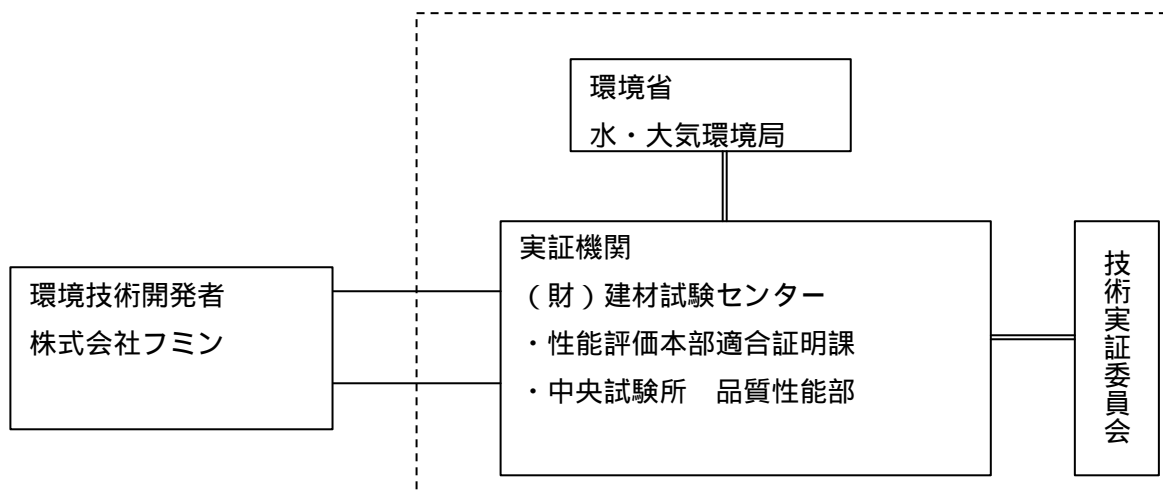 環境省
水・大気環境局
環境技術開発者
株式会社フミン
実証機関
（財）建材試験センター
・性能評価本部適合証明課
・中央試験所　品質性能部
技術実証委員会